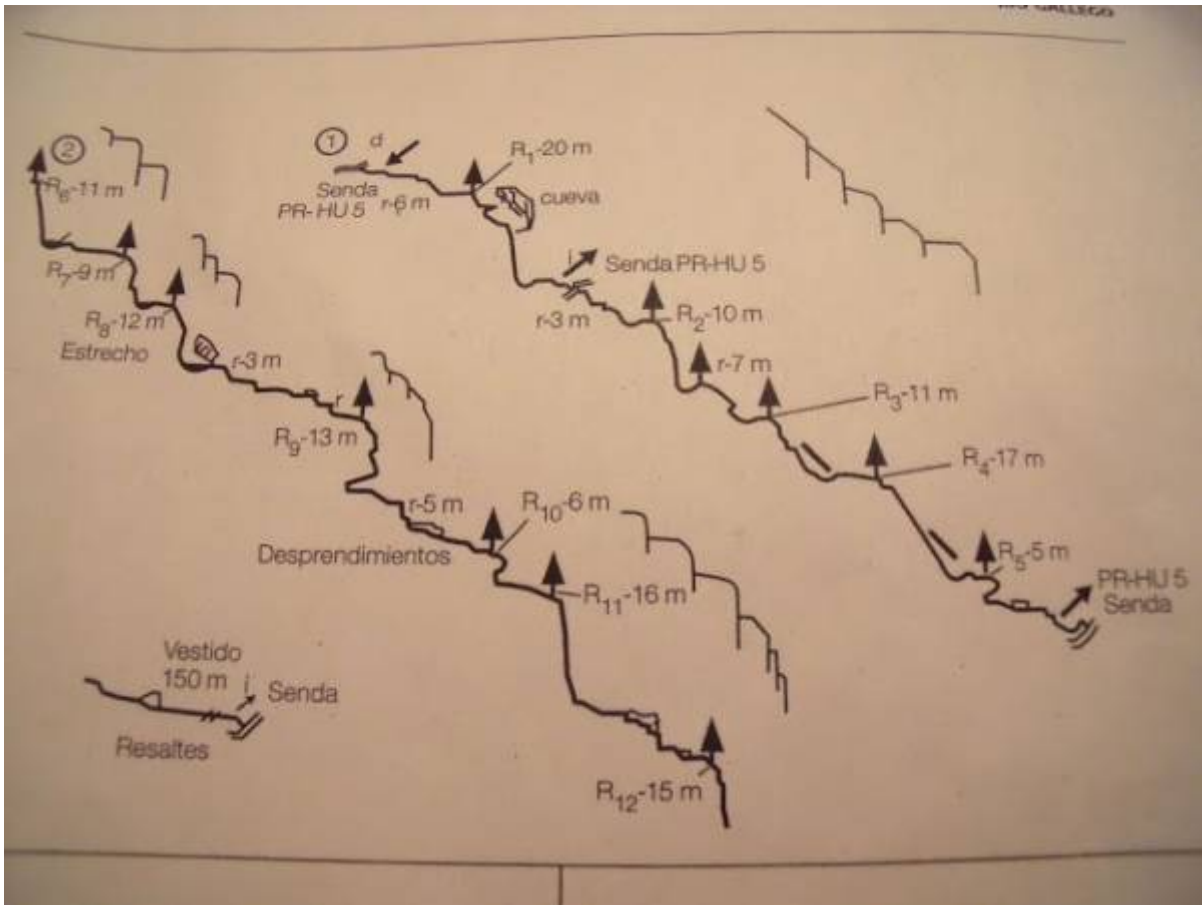 RIO GALLEGO
1
d
R1-20 m
Senda
PR-HU 5
r-6 m
cueva
i
Senda PR-HU 5
r-3 m
R2-10 m
r-7 m
R3-11 m
R4-17 m
R5-5 m
PR-HU 5
Senda
2
R6-11 m
R7-9 m
R8-12 m
Estrecho
r-3 m
r
R9-13 m
r-5 m
R10-6 m
Desprendimientos
R11-16 m
R12-15 m
Vestido
150 m
i
Senda
Resaltes